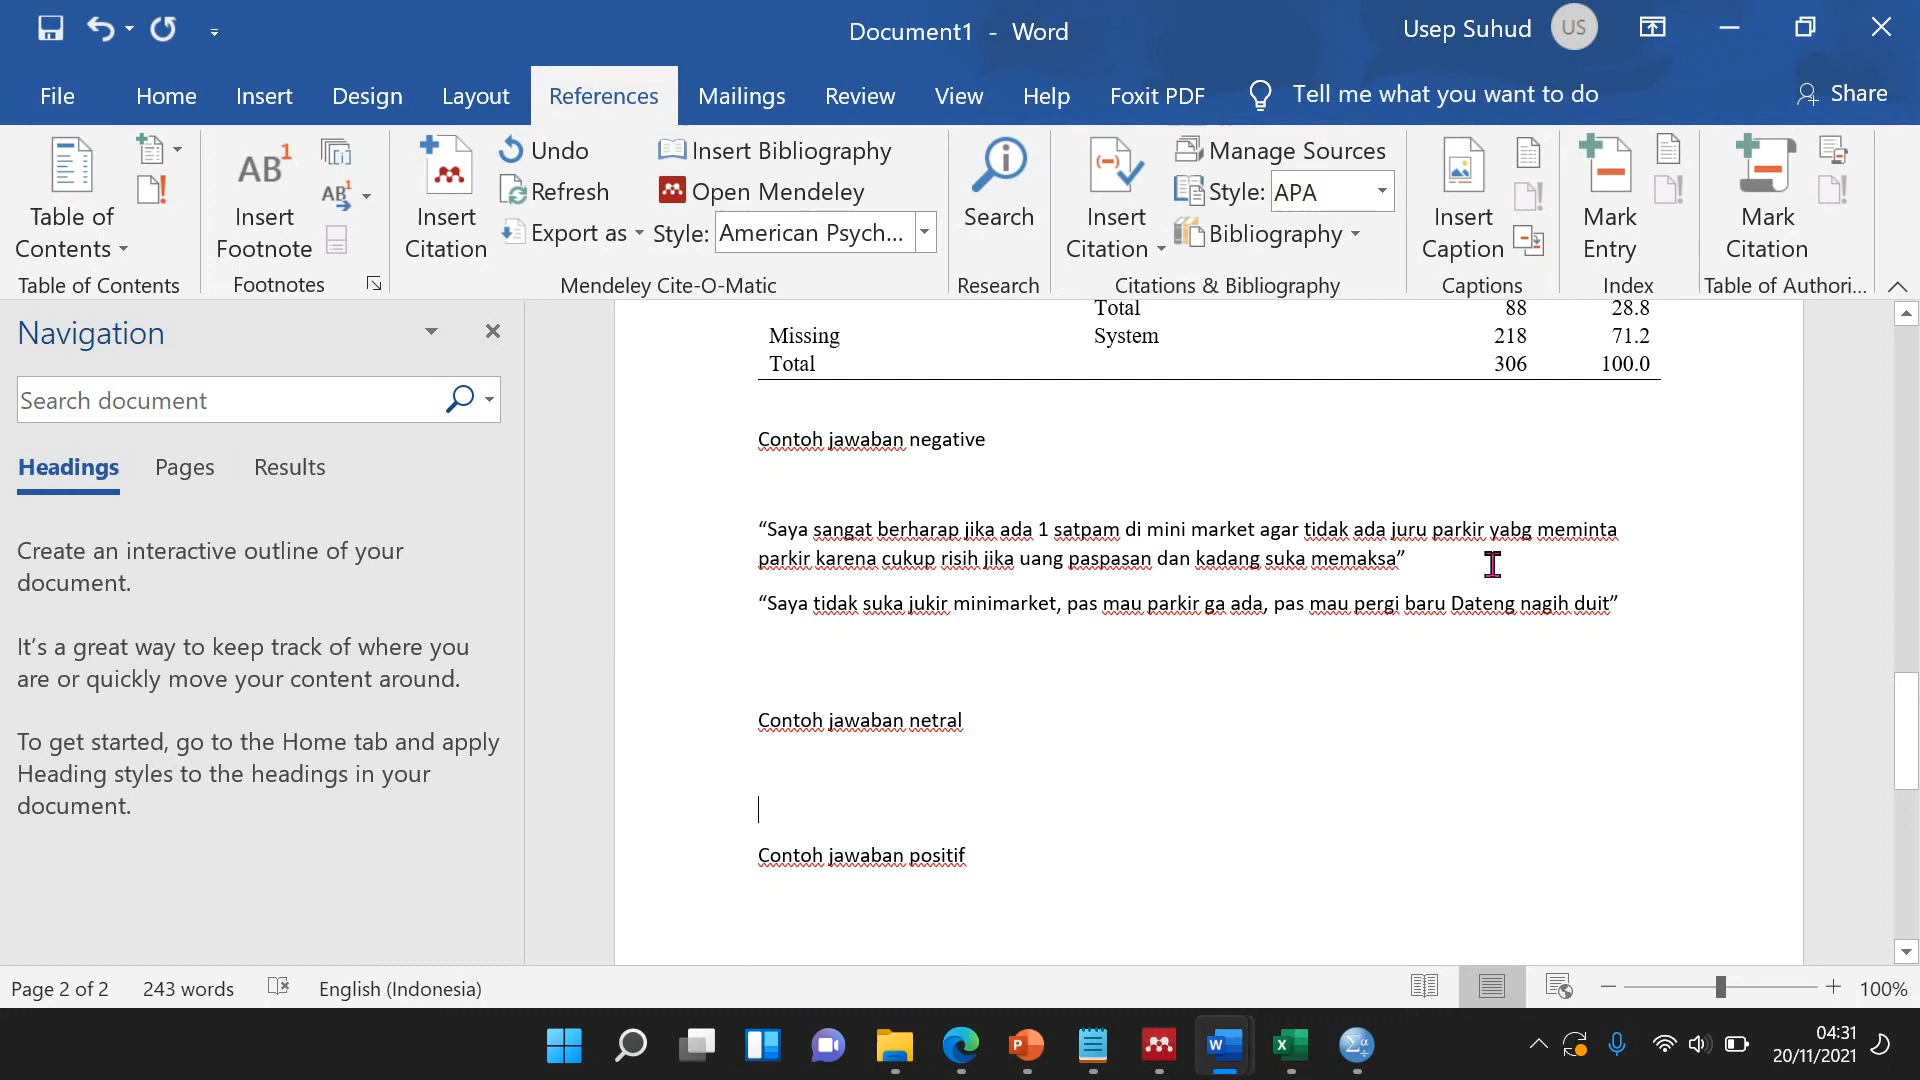 Document1 - Word
Usep Suhud
US
File Home Insert Design Layout References Mailings Review View Help Foxit PDF Tell me what you want to do Share
Table of Contents
Table of Contents
AB1 Insert Footnote
AB1
Footnotes
Insert Citation
Undo
Refresh
Export as
Insert Bibliography
Open Mendeley
Style: American Psych...
Mendeley Cite-O-Matic
Search
Research
Insert Citation
Manage Sources
Style: APA
Bibliography
Citations & Bibliography
Insert Caption
Captions
Mark Entry
Index
Mark Citation
Table of Authori...
Navigation
Search document
Headings Pages Results
Create an interactive outline of your
document.
It's a great way to keep track of where you
are or quickly move your content around.
To get started, go to the Home tab and apply
Heading styles to the headings in your
document.
Total 88 28.8
Missing System 218 71.2
Total 306 100.0
Contoh jawaban negative
“Saya sangat berharap jika ada 1 satpam di mini market agar tidak ada juru parkir yabg meminta
parkir karena cukup risih jika uang paspasan dan kadang suka memaksa”
“Saya tidak suka jukir minimarket, pas mau parkir ga ada, pas mau pergi baru Dateng nagih duit”
Contoh jawaban netral
Contoh jawaban positif
Page 2 of 2 243 words English (Indonesia) 100%
04:31
20/11/2021